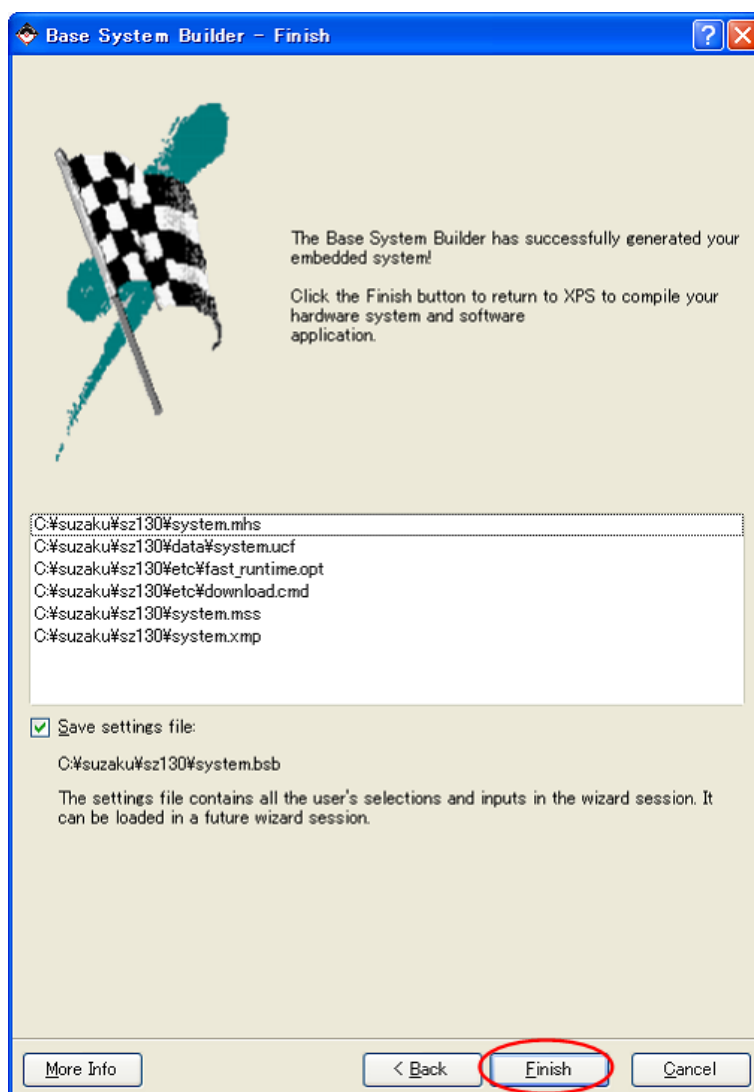 Base System Builder - Finish
The Base System Builder has successfully generated your
embedded system!
Click the Finish button to return to XPS to compile your
hardware system and software
application.
C:¥suzaku¥sz130¥system.mhs
C:¥suzaku¥sz130¥data¥system.ucf
C:¥suzaku¥sz130¥etc¥fast_runtime.opt
C:¥suzaku¥sz130¥etc¥download.cmd
C:¥suzaku¥sz130¥system.mss
C:¥suzaku¥sz130¥system.xmp
Save settings file:
C:¥suzaku¥sz130¥system.bsb
The settings file contains all the user's selections and inputs in the wizard session. It
can be loaded in a future wizard session.
More Info
< Back
Finish
Cancel